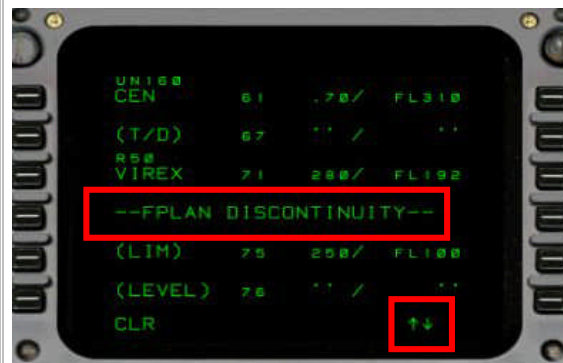 UN160
CEN 61 .70/ FL310
(T/D) 67 " / "
R50
VIREX 71 280/ FL192
--FPLAN DISCONTINUITY--
(LIM) 75 250/ FL100
(LEVEL) 76 " / "
CLR ↑↓